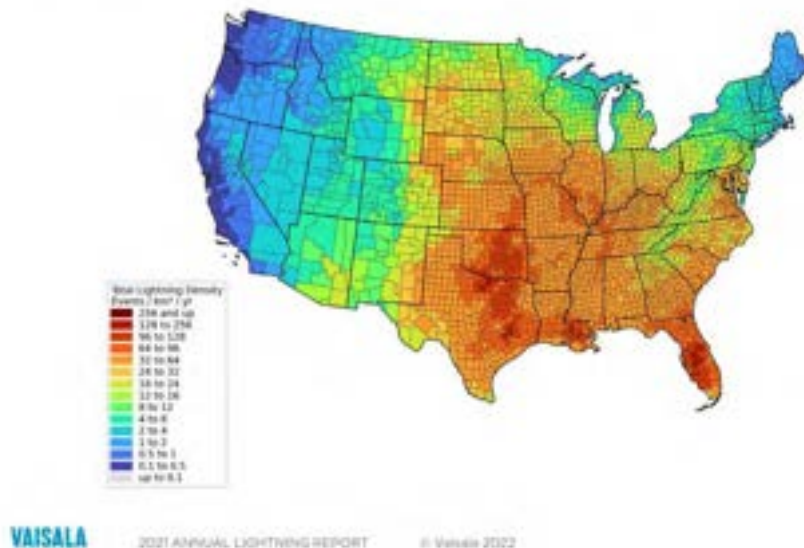 Total Lightning Density
Events / km² / yr
256 and up
128 to 256
96 to 128
64 to 96
32 to 64
24 to 32
16 to 24
12 to 16
8 to 12
4 to 8
2 to 4
1 to 2
0.5 to 1
0.1 to 0.5
up to 0.1
VAISALA
2021 ANNUAL LIGHTNING REPORT
© Vaisala 2022